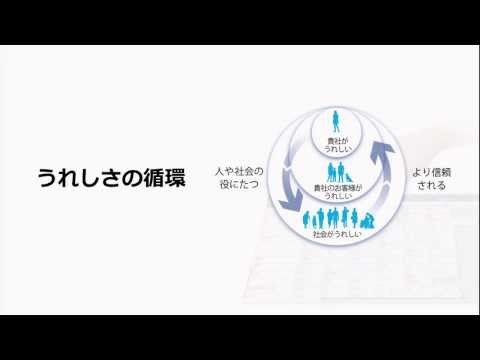 うれしさの循環
人や社会の
役にたつ
貴社が
うれしい
貴社のお客様が
うれしい
社会がうれしい
より信頼
される